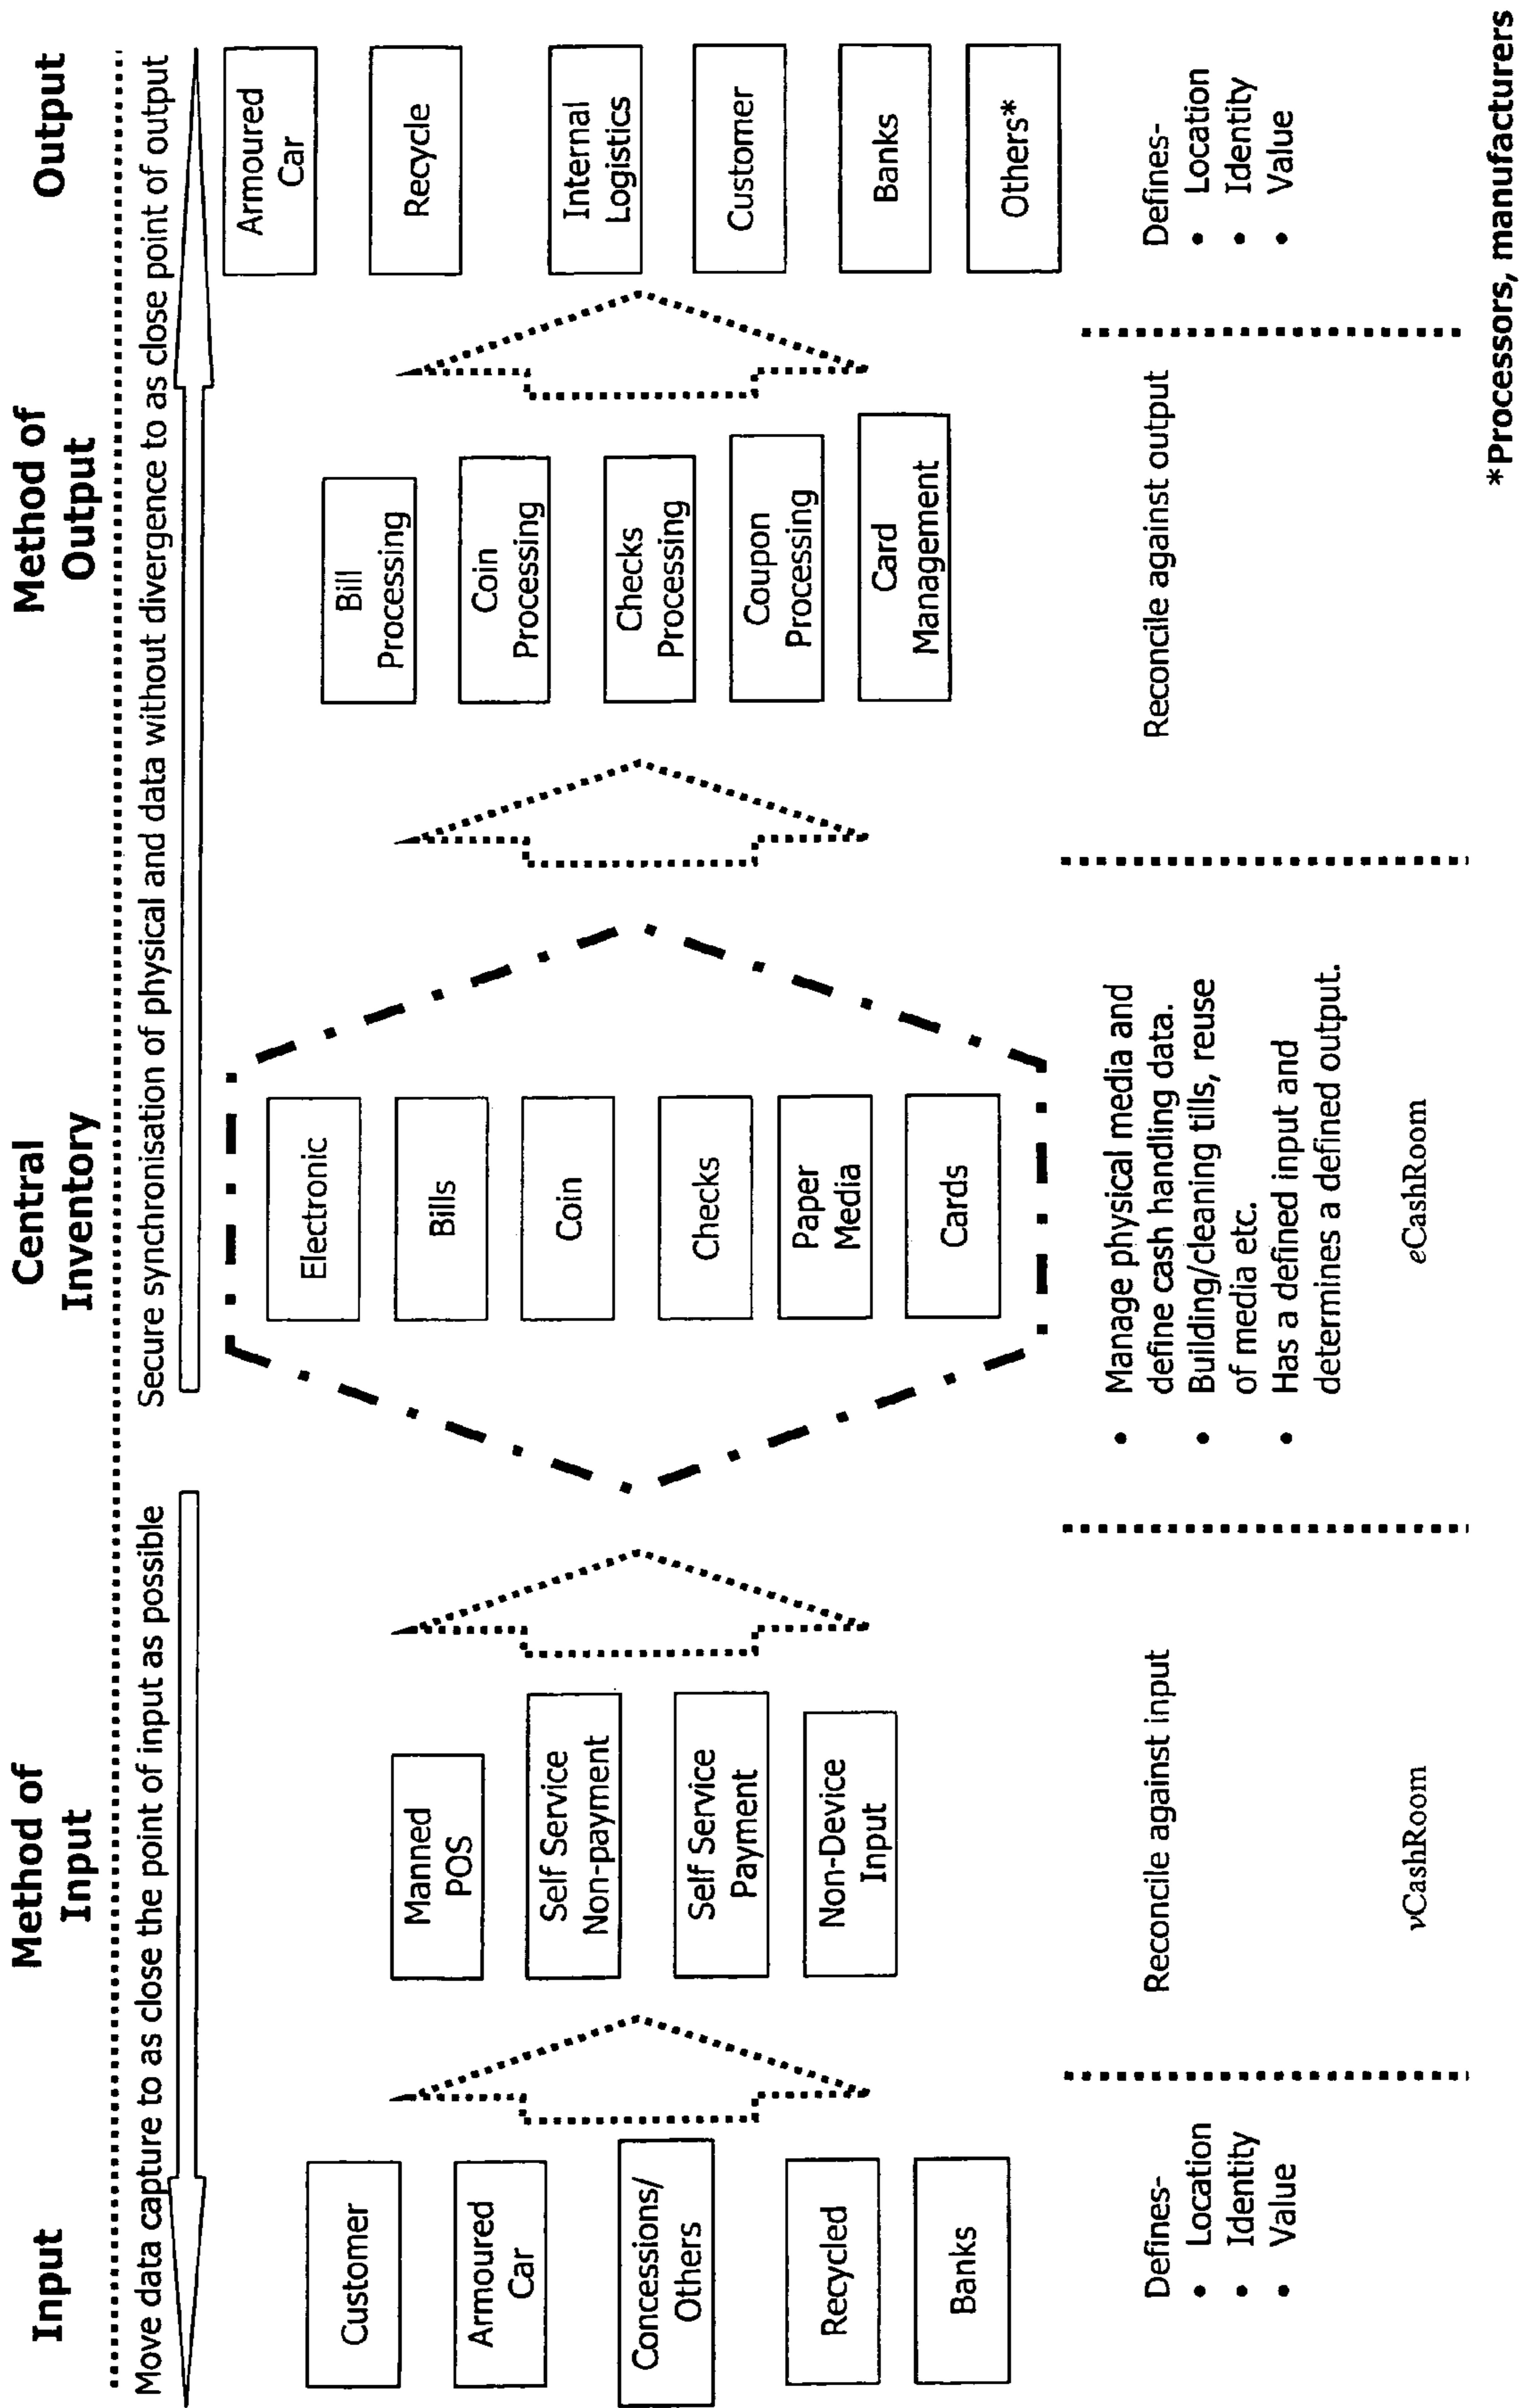 Input
Method of
Input
Central
Inventory
Method of
Output
Output
Move data capture to as close the point of input as possible
Secure synchronisation of physical and data without divergence to as close point of output
Customer
Armoured
Car
Concessions/
Others
Recycled
Banks
Manned
POS
Self Service
Non-payment
Self Service
Payment
Non-Device
Input
Electronic
Bills
Coin
Checks
Paper
Media
Cards
Bill
Processing
Coin
Processing
Checks
Processing
Coupon
Processing
Card
Management
Armoured
Car
Recycle
Internal
Logistics
Customer
Banks
Others*
Defines-
• Location
• Identity
• Value
Reconcile against input
vCashRoom
• Manage physical media and
define cash handling data.
• Building/cleaning tills, reuse
of media etc.
• Has a defined input and
determines a defined output.
eCashRoom
Reconcile against output
Defines-
• Location
• Identity
• Value
*Processors, manufacturers